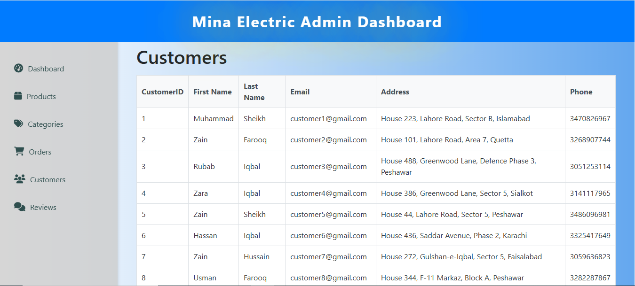 Mina Electric Admin Dashboard
Dashboard
Products
Categories
Orders
Customers
Reviews
Customers
CustomerID First Name Last Name Email Address Phone
1 Muhammad Sheikh customer1@gmail.com House 223, Lahore Road, Sector B, Islamabad 3470826967
2 Zain Farooq customer2@gmail.com House 101, Lahore Road, Area 7, Quetta 3268907744
3 Rubab Iqbal customer3@gmail.com House 488, Greenwood Lane, Defence Phase 3, Peshawar 3051253114
4 Zara Iqbal customer4@gmail.com House 386, Greenwood Lane, Sector 5, Sialkot 3141117965
5 Zain Sheikh customer5@gmail.com House 44, Lahore Road, Sector 5, Peshawar 3486096981
6 Hassan Iqbal customer6@gmail.com House 436, Saddar Avenue, Phase 2, Karachi 3325417649
7 Zain Hussain customer7@gmail.com House 272, Gulshan-e-Iqbal, Sector 5, Faisalabad 3059636823
8 Usman Farooq customer8@gmail.com House 344, F-11 Markaz, Block A, Peshawar 3282287867